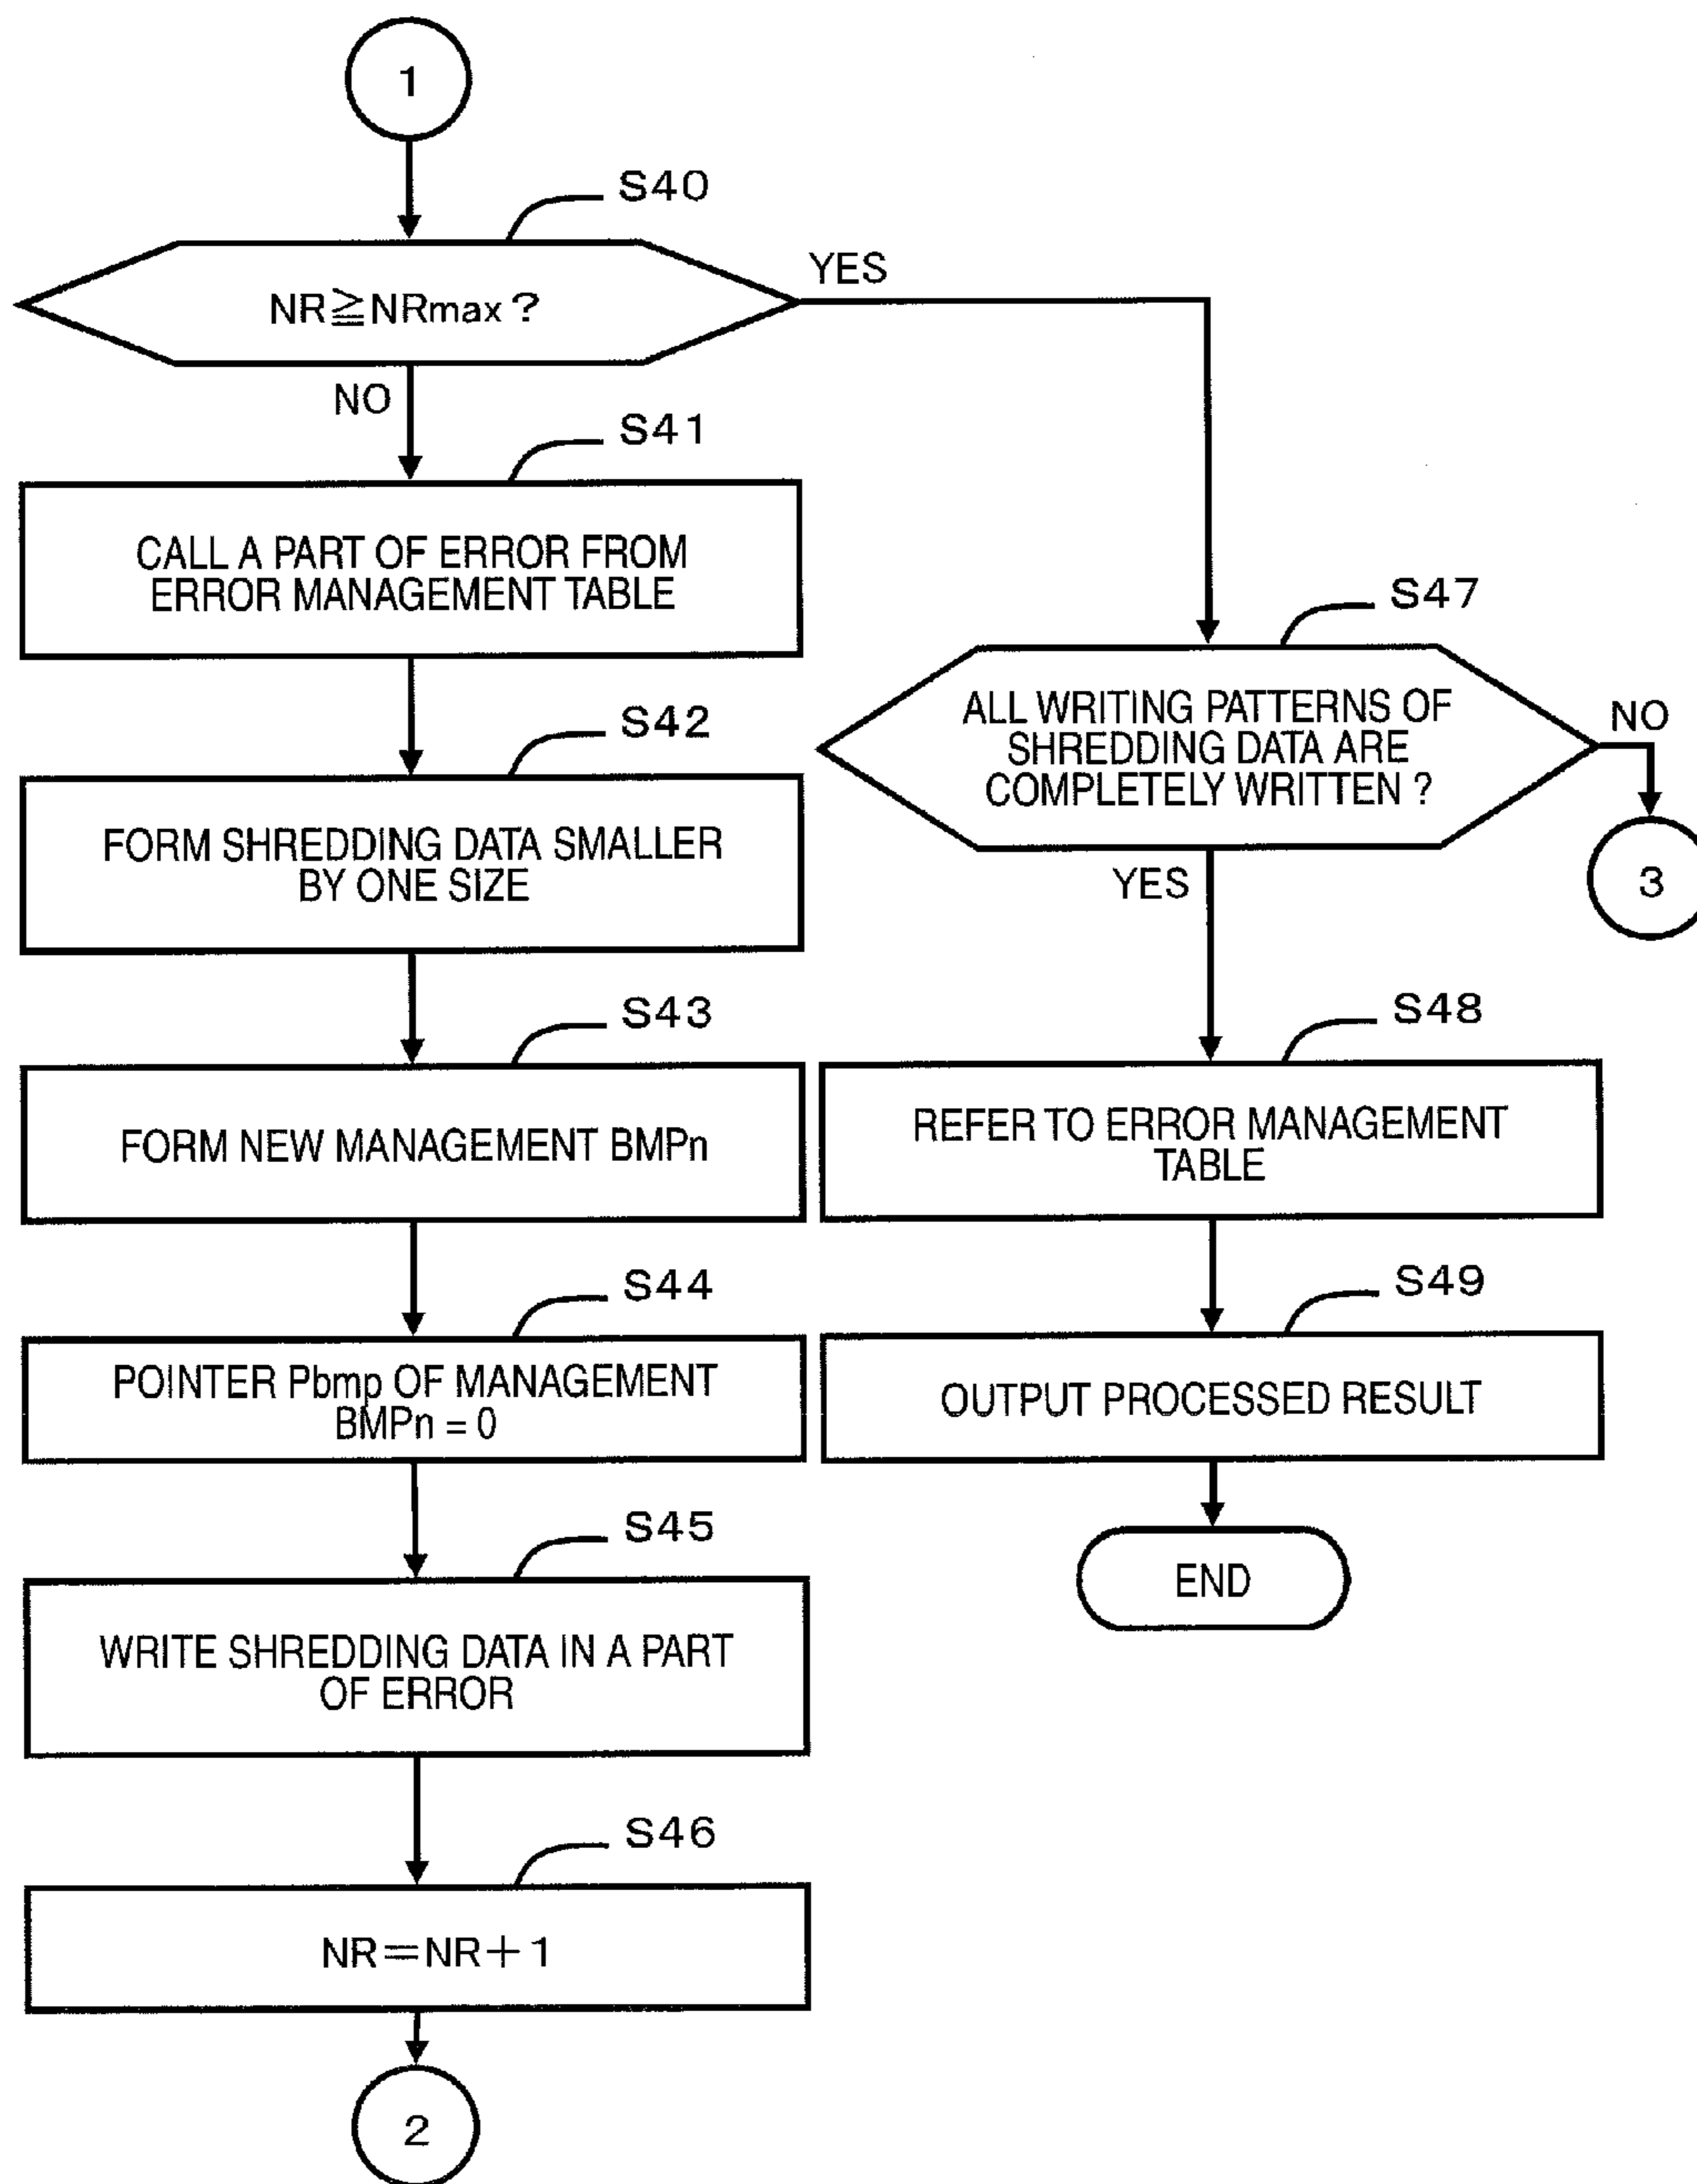 1
S40
NR≧NRmax ?
YES
NO
S41
CALL A PART OF ERROR FROM
ERROR MANAGEMENT TABLE
S42
FORM SHREDDING DATA SMALLER
BY ONE SIZE
S43
FORM NEW MANAGEMENT BMPn
S44
POINTER Pbmp OF MANAGEMENT
BMPn = 0
S45
WRITE SHREDDING DATA IN A PART
OF ERROR
S46
NR=NR+1
2
S47
ALL WRITING PATTERNS OF
SHREDDING DATA ARE
COMPLETELY WRITTEN ?
NO
3
YES
S48
REFER TO ERROR MANAGEMENT
TABLE
S49
OUTPUT PROCESSED RESULT
END